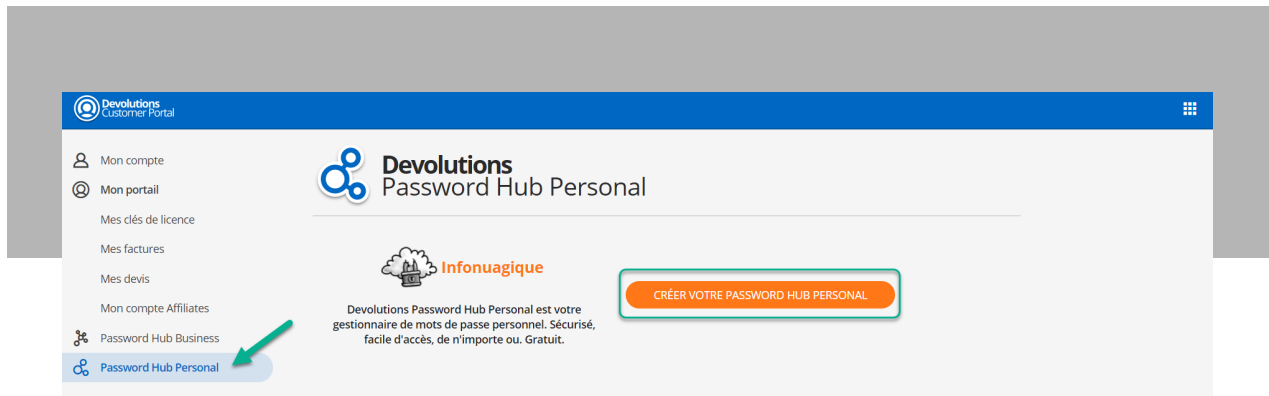 Devolutions
Customer Portal
Mon compte
Mon portail
Mes clés de licence
Mes factures
Mes devis
Mon compte Affiliates
Password Hub Business
Password Hub Personal
Devolutions
Password Hub Personal
Infonuagique
Devolutions Password Hub Personal est votre
gestionnaire de mots de passe personnel. Sécurisé,
facile d'accès, de n'importe ou. Gratuit.
CRÉER VOTRE PASSWORD HUB PERSONAL